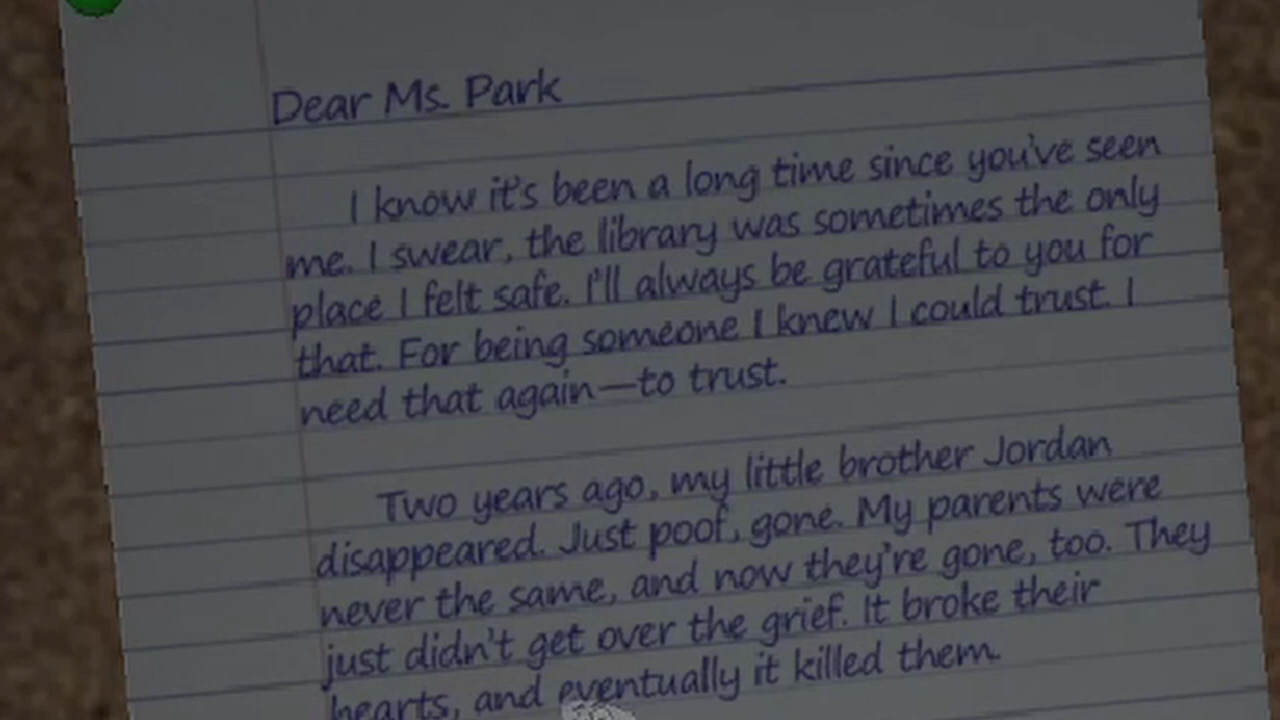 Dear Ms. Park
I know it's been a long time since you've seen
me. I swear, the library was sometimes the only
place I felt safe. I'll always be grateful to you for
that. For being someone I knew I could trust. I
need that again—to trust.
Two years ago, my little brother Jordan
disappeared. Just poof, gone. My parents were
never the same, and now they're gone, too. They
just didn't get over the grief. It broke their
hearts, and eventually it killed them.